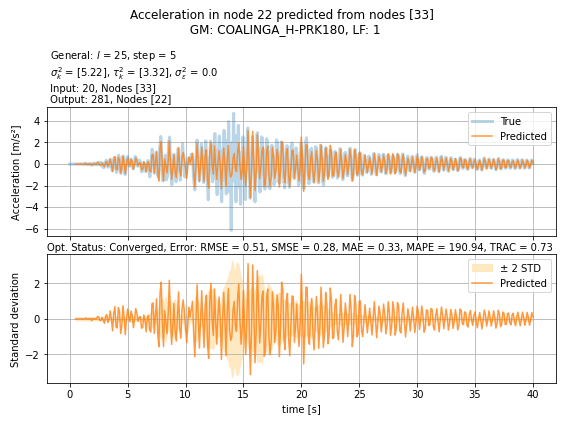 Acceleration in node 22 predicted from nodes [33]
GM: COALINGA_H-PRK180, LF: 1
General: l = 25, step = 5
σ²ₖ = [5.22], τ²ₖ = [3.32], σ²ε = 0.0
Input: 20, Nodes [33]
Output: 281, Nodes [22]
True
Predicted
Acceleration [m/s²]
4
2
0
−2
−4
−6
Opt. Status: Converged, Error: RMSE = 0.51, SMSE = 0.28, MAE = 0.33, MAPE = 190.94, TRAC = 0.73
± 2 STD
Predicted
Standard deviation
2
0
−2
0 5 10 15 20 25 30 35 40
time [s]